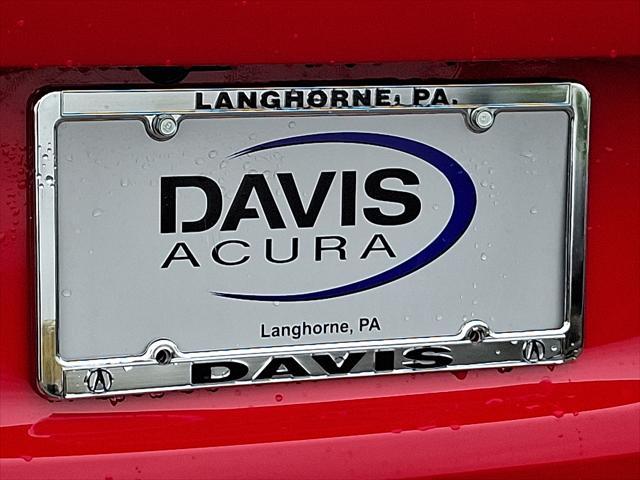 LANGHORNE, PA.
DAVIS
ACURA
Langhorne, PA
DAVIS